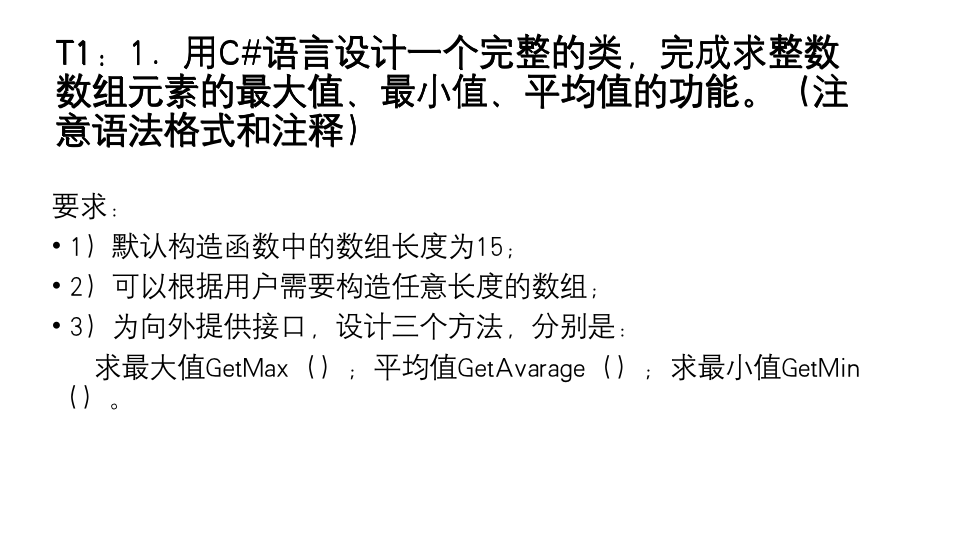 T1：1．用C#语言设计一个完整的类，完成求整数
数组元素的最大值、最小值、平均值的功能。（注
意语法格式和注释）
要求：
• 1）默认构造函数中的数组长度为15；
• 2）可以根据用户需要构造任意长度的数组；
• 3）为向外提供接口，设计三个方法，分别是：
求最大值GetMax（）；平均值GetAvarage（）；求最小值GetMin
（）。